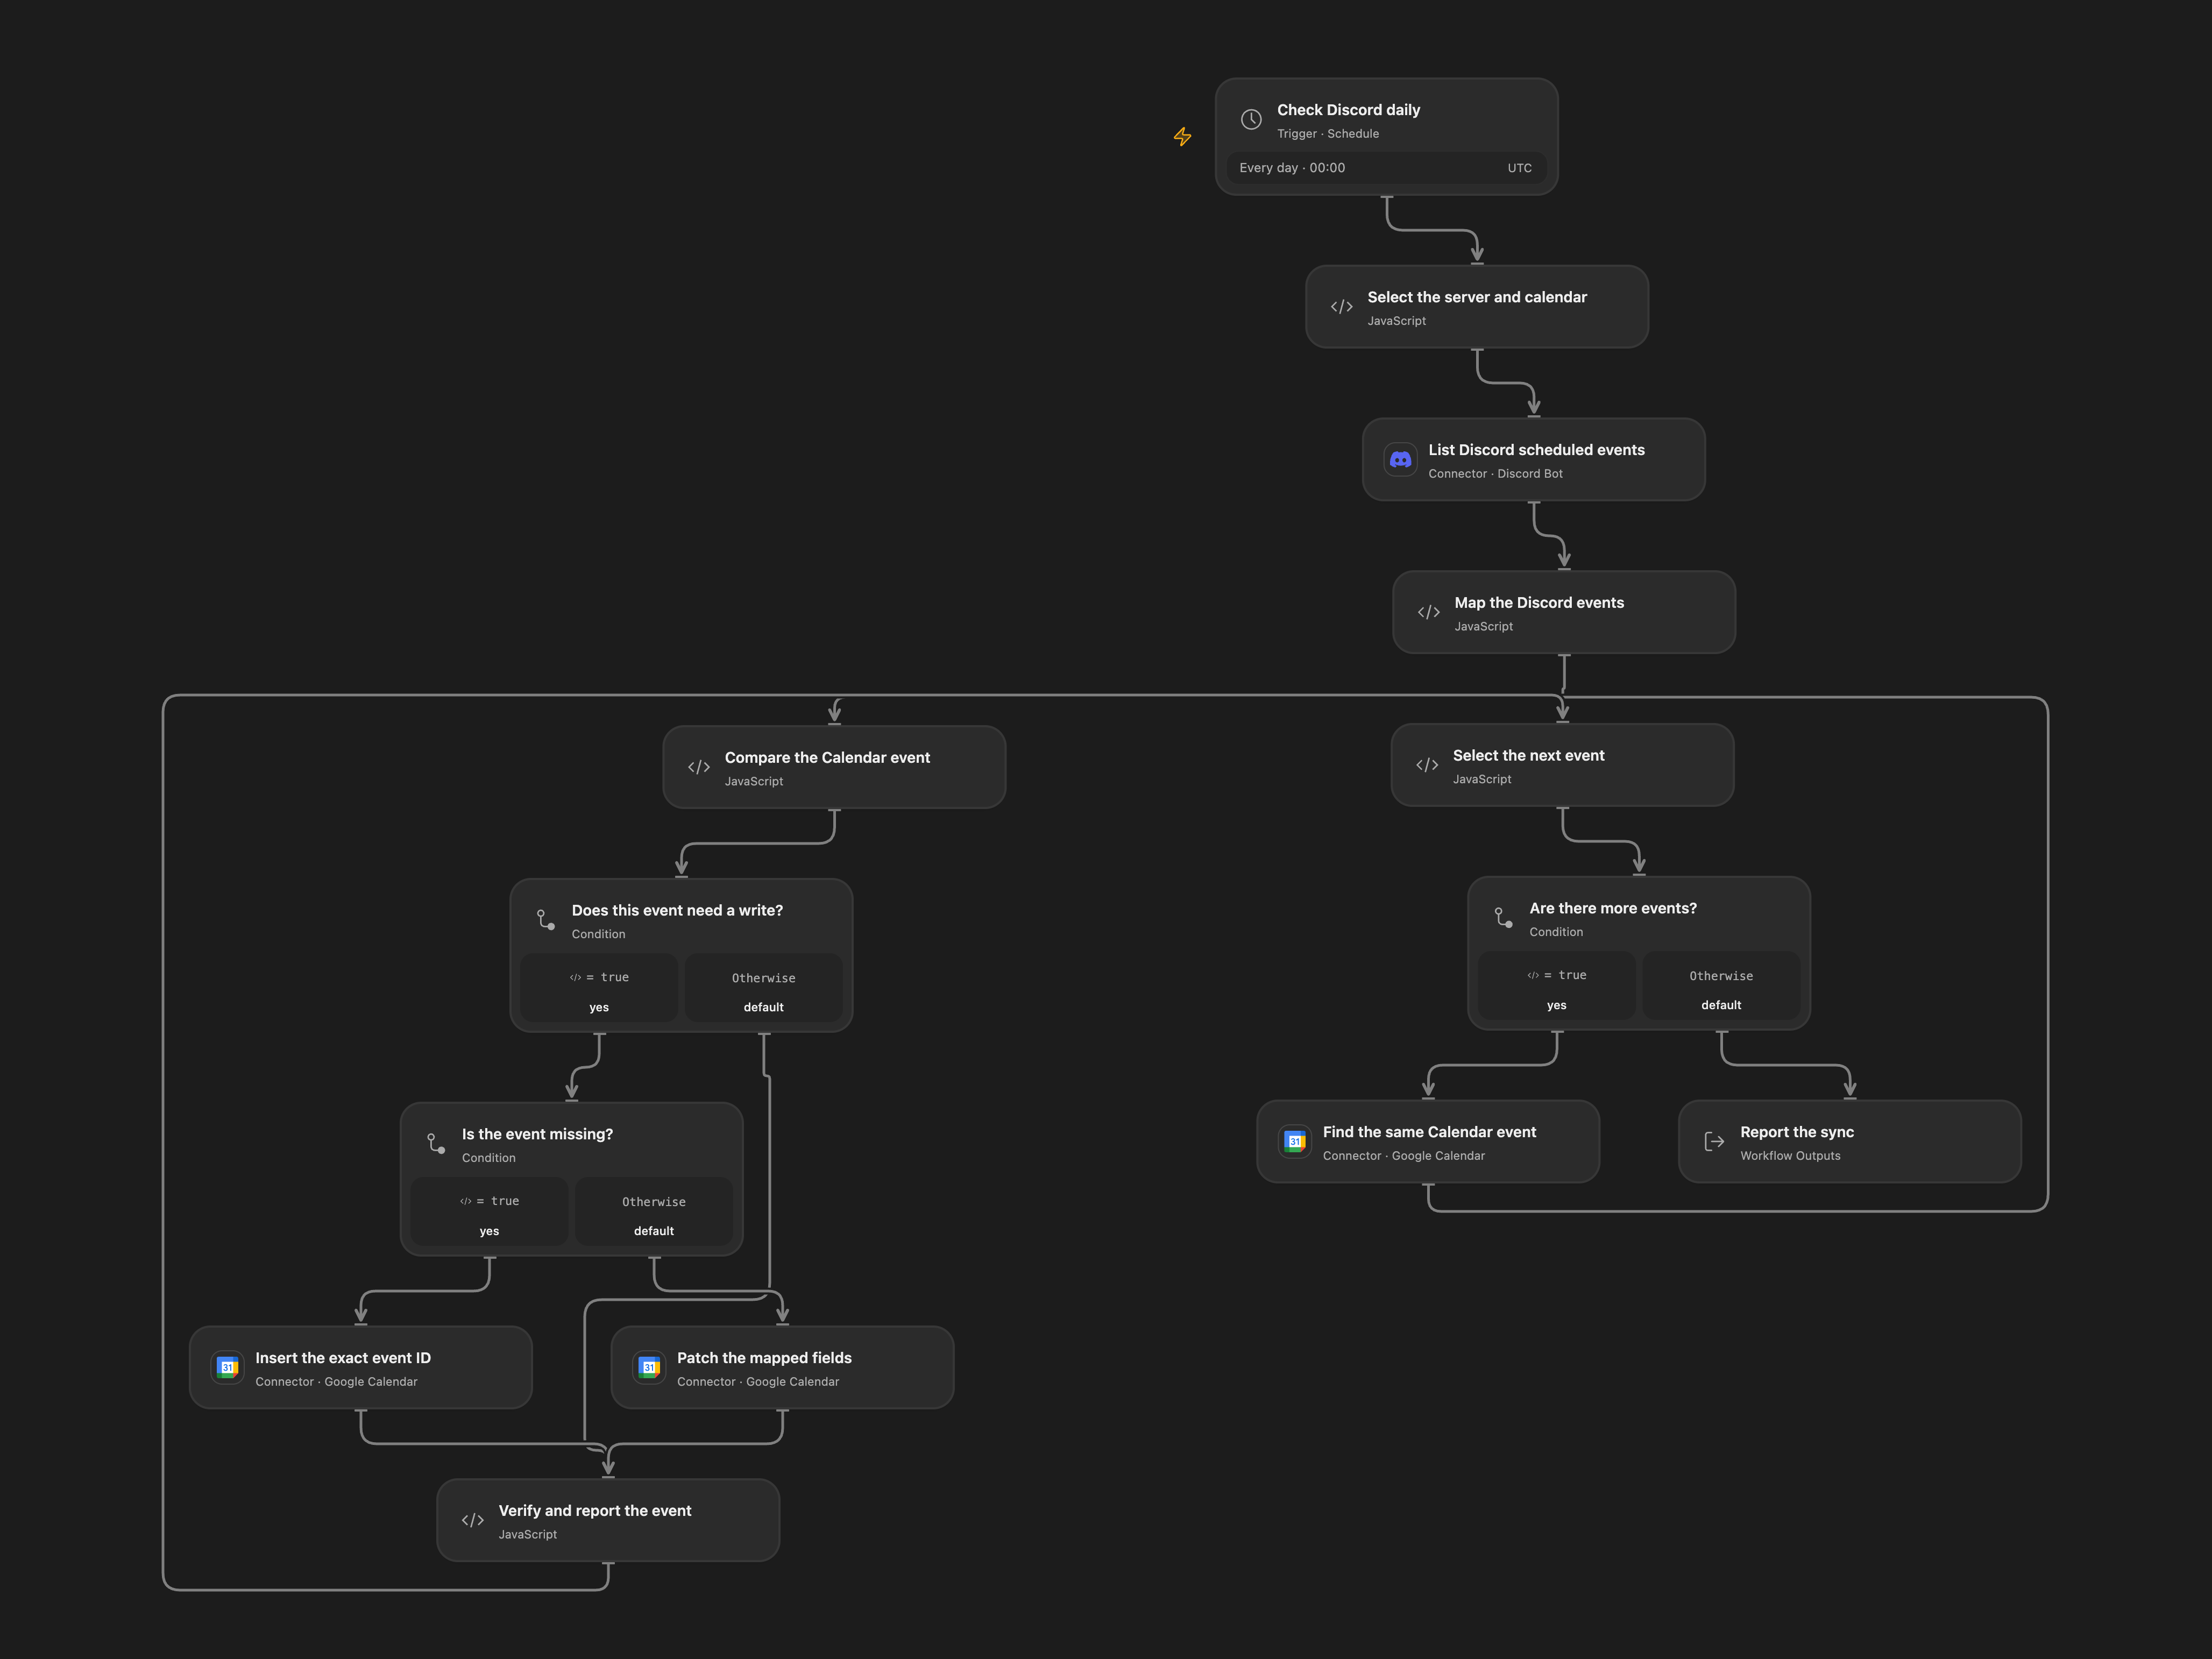 Check Discord daily
Trigger · Schedule
Every day · 00:00 UTC
Select the server and calendar
JavaScript
List Discord scheduled events
Connector · Discord Bot
Map the Discord events
JavaScript
Compare the Calendar event
JavaScript
Select the next event
JavaScript
Does this event need a write?
Condition
</> = true
yes
Otherwise
default
Are there more events?
Condition
</> = true
yes
Otherwise
default
Is the event missing?
Condition
</> = true
yes
Otherwise
default
31
Find the same Calendar event
Connector · Google Calendar
Report the sync
Workflow Outputs
31
Insert the exact event ID
Connector · Google Calendar
31
Patch the mapped fields
Connector · Google Calendar
Verify and report the event
JavaScript